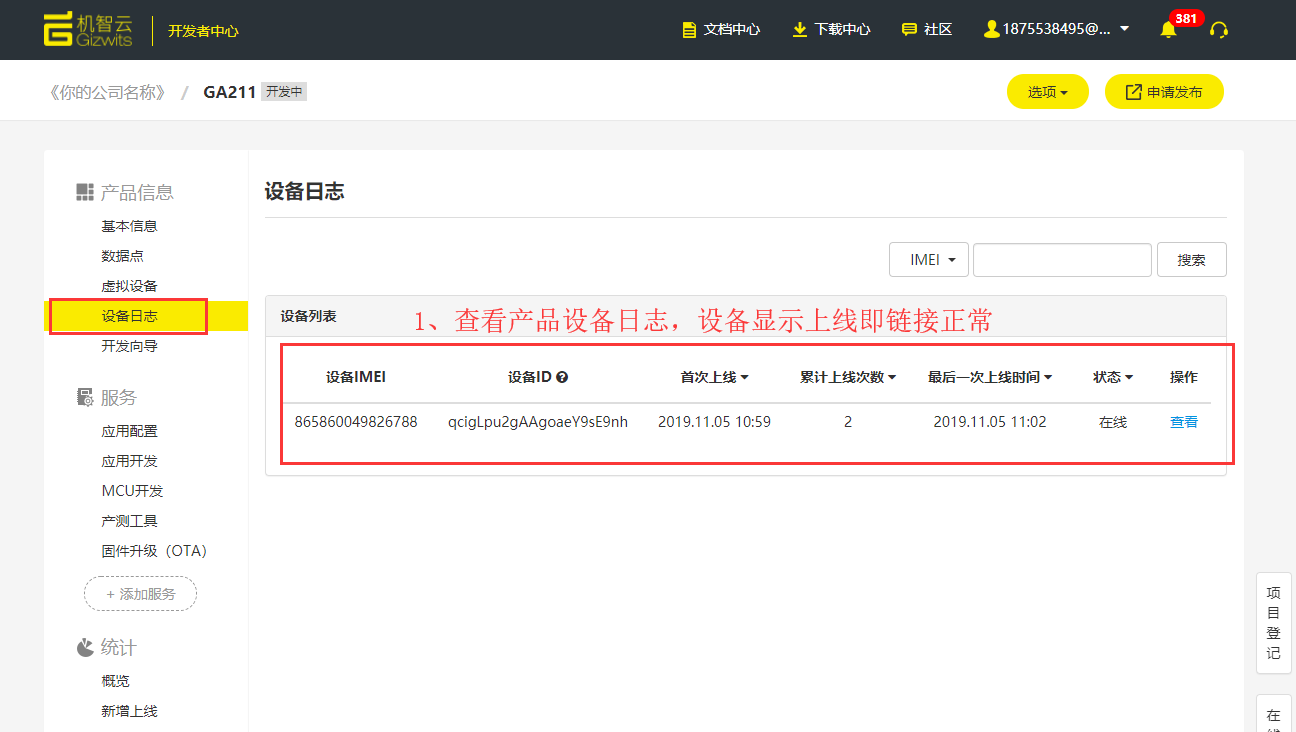 机智云
Gizwits
开发者中心
文档中心
下载中心
社区
1875538495@...
381
《你的公司名称》 / GA211 开发中
选项
申请发布
产品信息
基本信息
数据点
虚拟设备
设备日志
开发向导
服务
应用配置
应用开发
MCU开发
产测工具
固件升级（OTA）
+ 添加服务
统计
概览
新增上线
设备日志
IMEI
搜索
设备列表
1、查看产品设备日志，设备显示上线即链接正常
设备IMEI 设备ID 首次上线 累计上线次数 最后一次上线时间 状态 操作
865860049826788 qcigLpu2gAAgoaeY9sE9nh 2019.11.05 10:59 2 2019.11.05 11:02 在线 查看
项
目
登
记
在